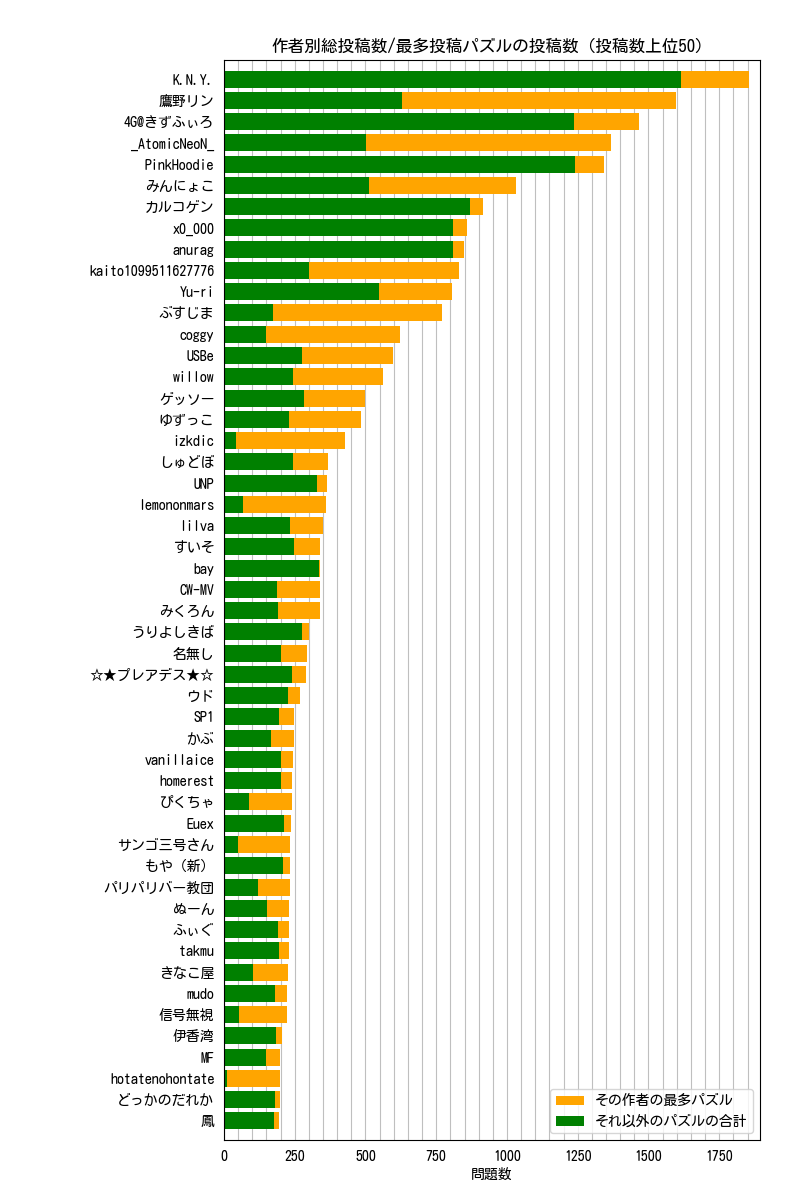 作者別総投稿数/最多投稿パズルの投稿数 (投稿数上位50)
K.N.Y.
鷹野リン
4G@きずふぃろ
_AtomicNeoN_
PinkHoodie
みんにょこ
カルコゲン
x0_000
anurag
kaito1099511627776
Yu-ri
ぶすじま
coggy
USBe
willow
ゲッソー
ゆずっこ
izkdic
しゅどぼ
UNP
lemononmars
lilva
すいそ
bay
CW-MV
みくろん
うりよしきば
名無し
☆★プレアデス★☆
ウド
SP1
かぶ
vanillaice
homerest
ぴくちゃ
Euex
サンゴ三号さん
もや（新）
パリパリバー教団
ぬーん
ふぃぐ
takmu
きなこ屋
mudo
信号無視
伊香湾
MF
hotatenohontate
どっかのだれか
鳳
その作者の最多パズル
それ以外のパズルの合計
0 250 500 750 1000 1250 1500 1750
問題数